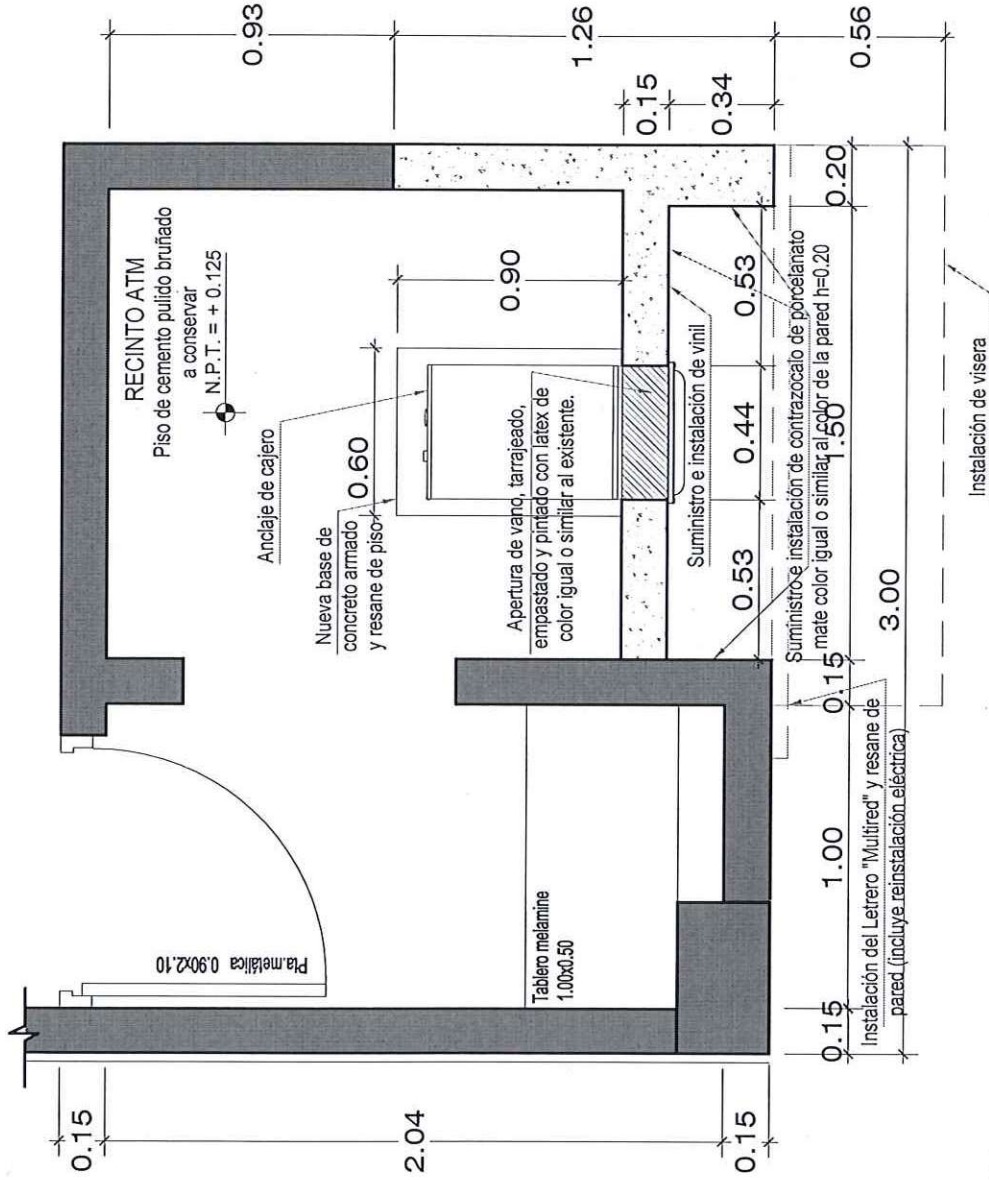 0.93
1.26
0.56
0.15
0.34
RECINTO ATM
Piso de cemento pulido bruñado
a conservar
N.P.T. = + 0.125
Anclaje de cajero
0.90
0.60
Nueva base de
concreto armado
y resane de piso
Apertura de vano, tarrajeado,
empastado y pintado con latex de
color igual o similar al existente.
Suministro e instalación de vinil
0.53
0.44
0.53
0.20
Suministro e instalación de contrazocalo de porcelanato
mate color igual o similar al color de la pared h=0.20
1.50
0.15
1.00
0.15
3.00
Instalación de visera
Instalación del Letrero "Multired" y resane de
pared (incluye reinstalación eléctrica)
Pta.metálica 0.90x2.10
Tablero melamine
1.00x0.50
0.15
2.04
0.15